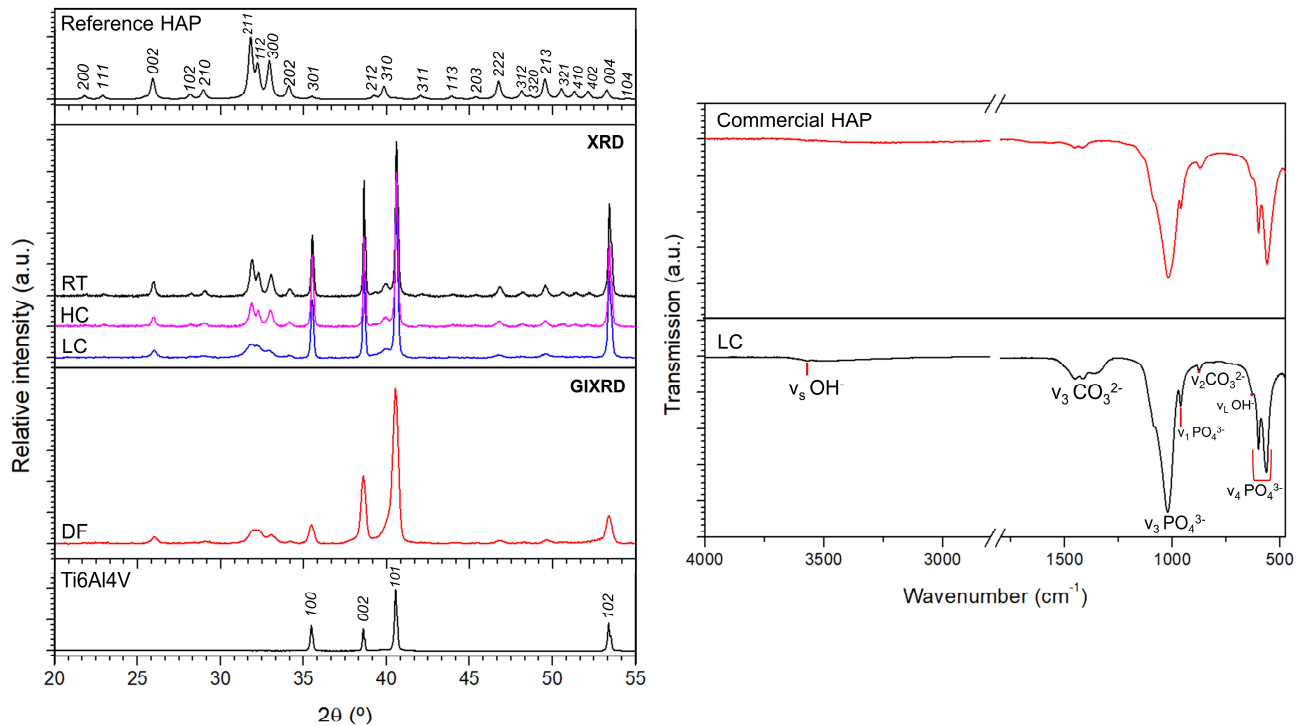 Reference HAP
200
111
002
102
210
211
112
300
202
301
212
310
311
113
203
222
312
320
213
321
410
402
004
104
XRD
RT
HC
LC
GIXRD
DF
Ti6Al4V
100
002
101
102
20 25 30 35 40 45 50 55
2θ (º)
Relative intensity (a.u.)
Commercial HAP
LC
νs OH⁻
ν3 CO₃²⁻
ν2CO₃²⁻
νL OH⁻
ν1 PO₄³⁻
ν4 PO₄³⁻
ν3 PO₄³⁻
4000 3500 3000 1500 1000 500
Wavenumber (cm⁻¹)
Transmission (a.u.)